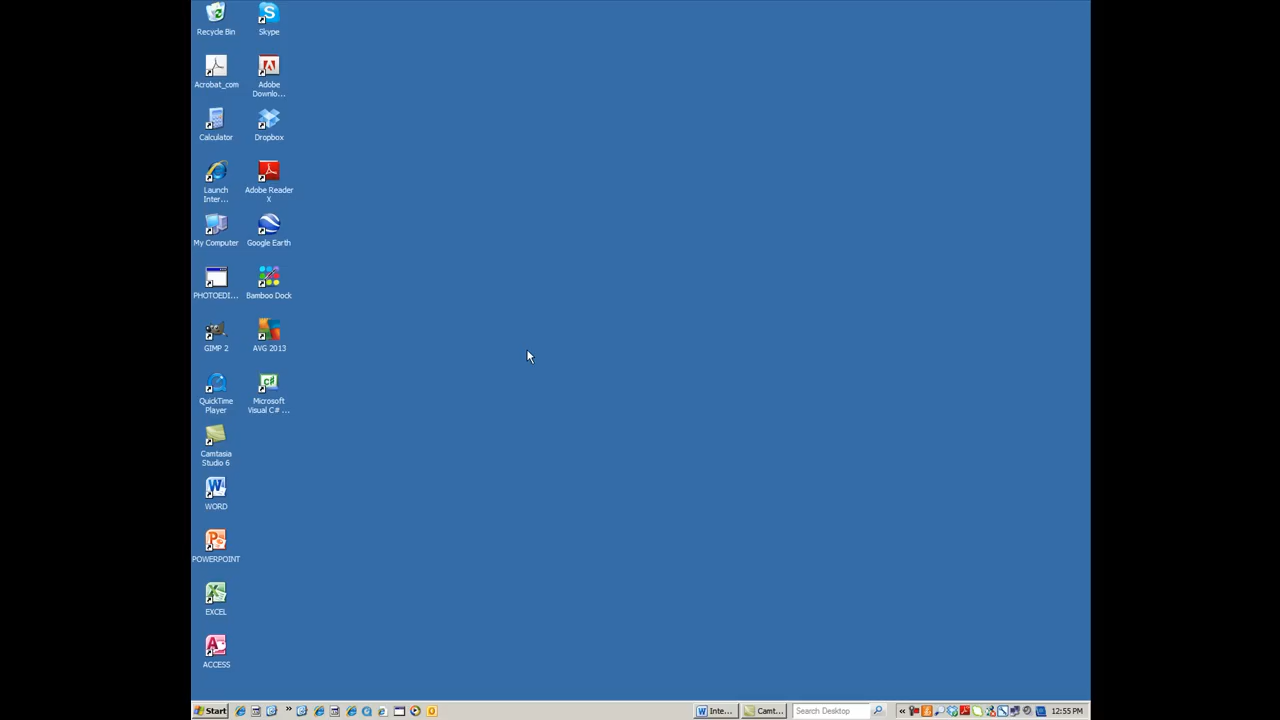 Recycle Bin
Skype
Acrobat_com
Adobe
Downlo...
Calculator
Dropbox
Launch
Inter...
Adobe Reader
X
My Computer
Google Earth
PHOTOEDI...
Bamboo Dock
GIMP 2
AVG 2013
QuickTime
Player
Microsoft
Visual C# ...
Camtasia
Studio 6
WORD
POWERPOINT
EXCEL
ACCESS
Start
Inte...
Camt...
Search Desktop
12:55 PM